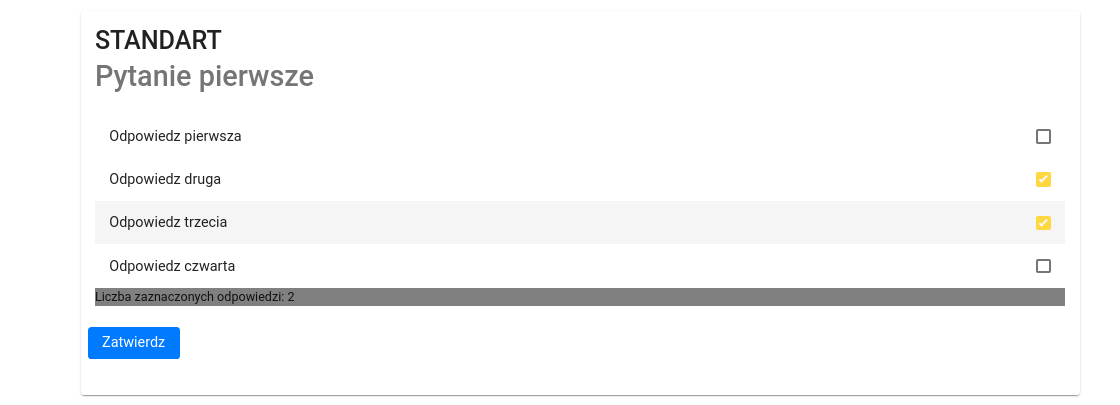 STANDART
Pytanie pierwsze
Odpowiedz pierwsza
Odpowiedz druga
Odpowiedz trzecia
Odpowiedz czwarta
Liczba zaznaczonych odpowiedzi: 2
Zatwierdz